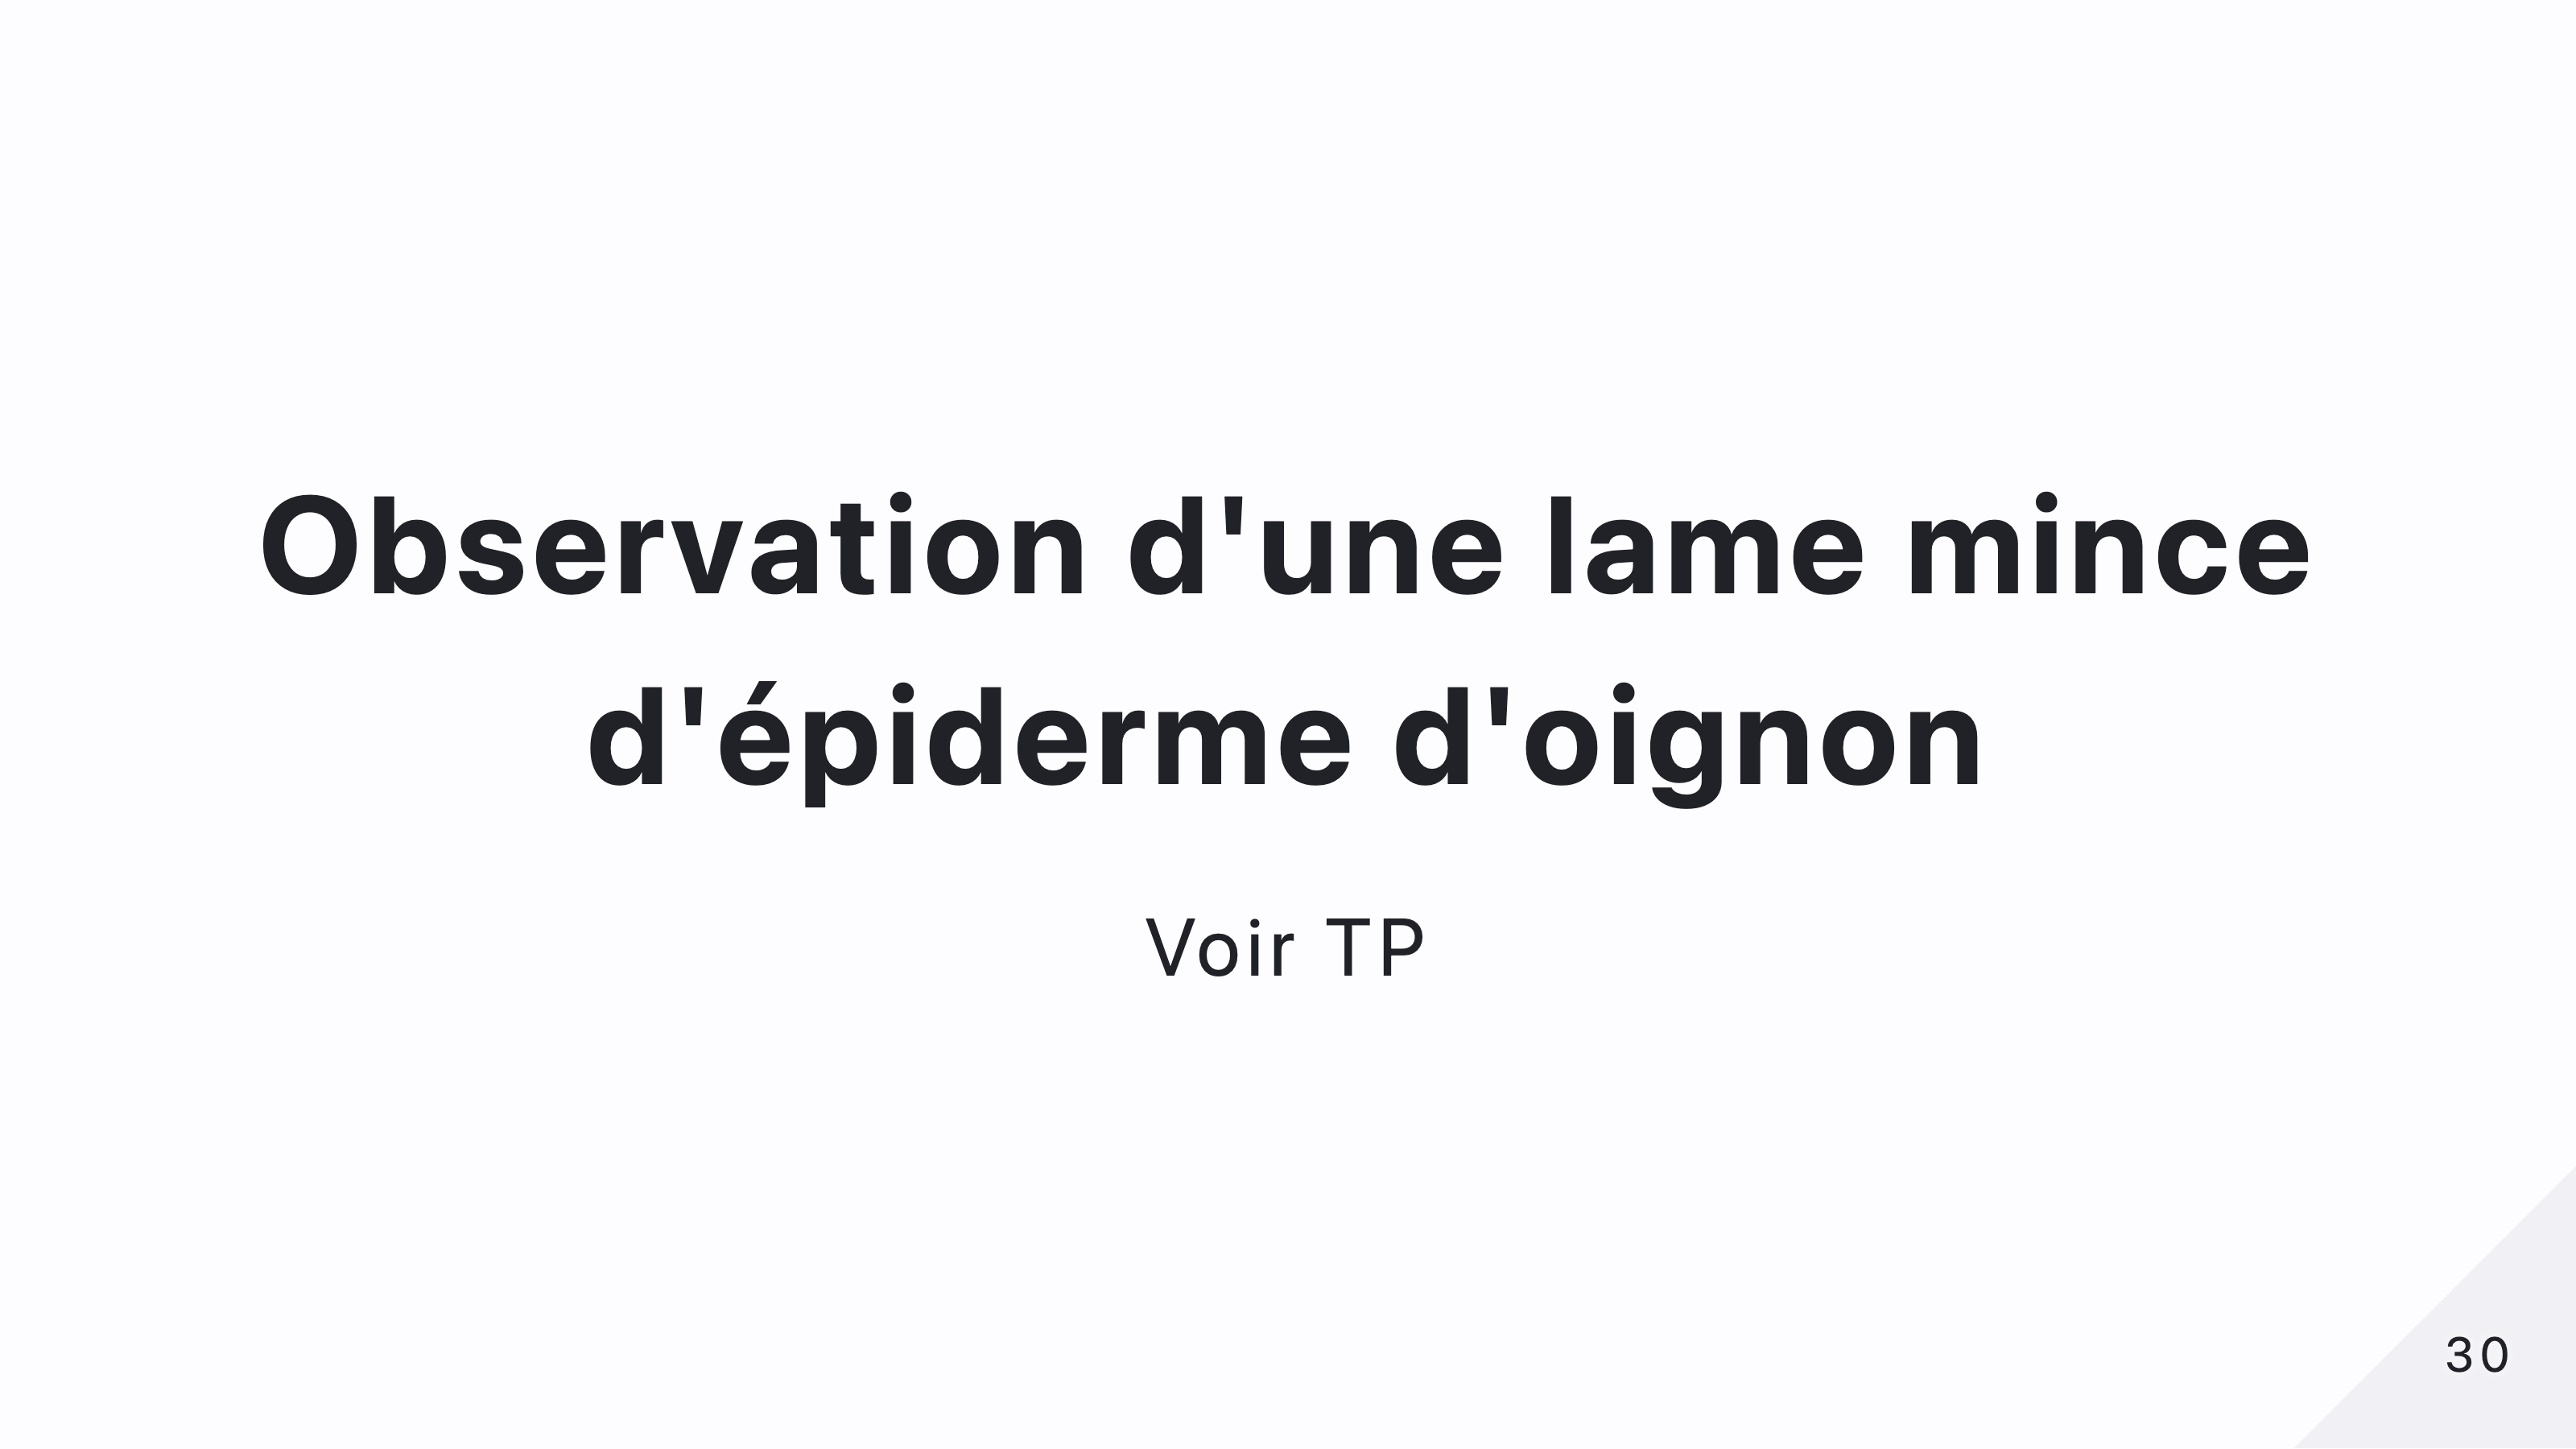 Observation d'une lame mince
d'épiderme d'oignon
Voir TP
30